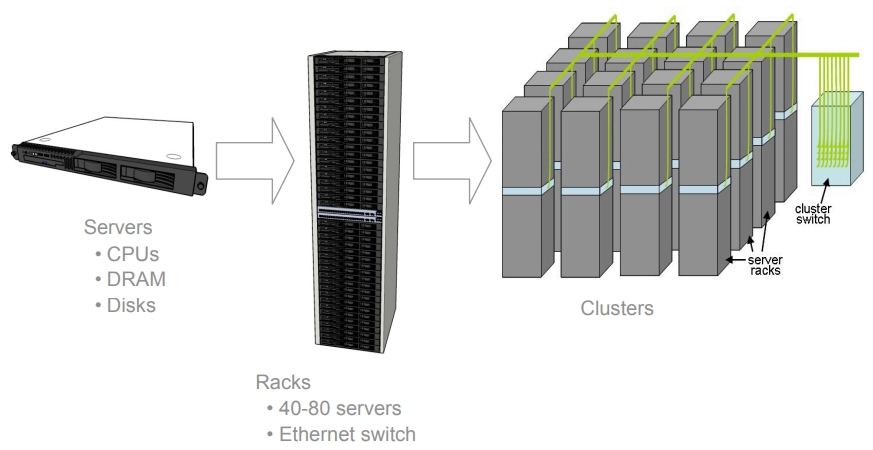 Servers
• CPUs
• DRAM
• Disks
Racks
• 40-80 servers
• Ethernet switch
cluster
switch
server
racks
Clusters